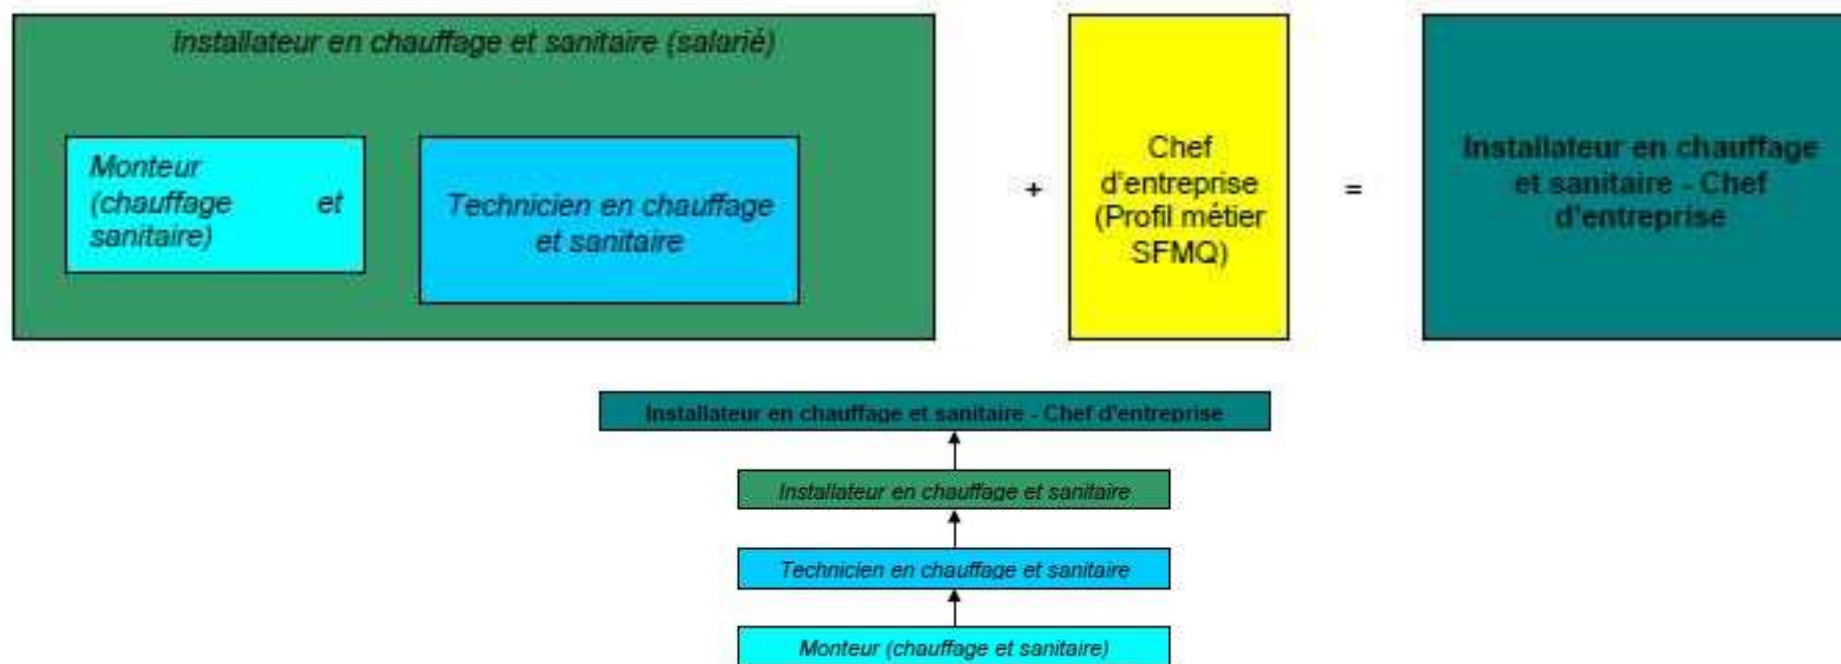 Installateur en chauffage et sanitaire (salarié)
Monteur
(chauffage et
sanitaire)
Technicien en chauffage
et sanitaire
+
Chef
d'entreprise
(Profil métier
SFMQ)
=
Installateur en chauffage
et sanitaire - Chef
d'entreprise
Installateur en chauffage et sanitaire - Chef d'entreprise
Installateur en chauffage et sanitaire
Technicien en chauffage et sanitaire
Monteur (chauffage et sanitaire)